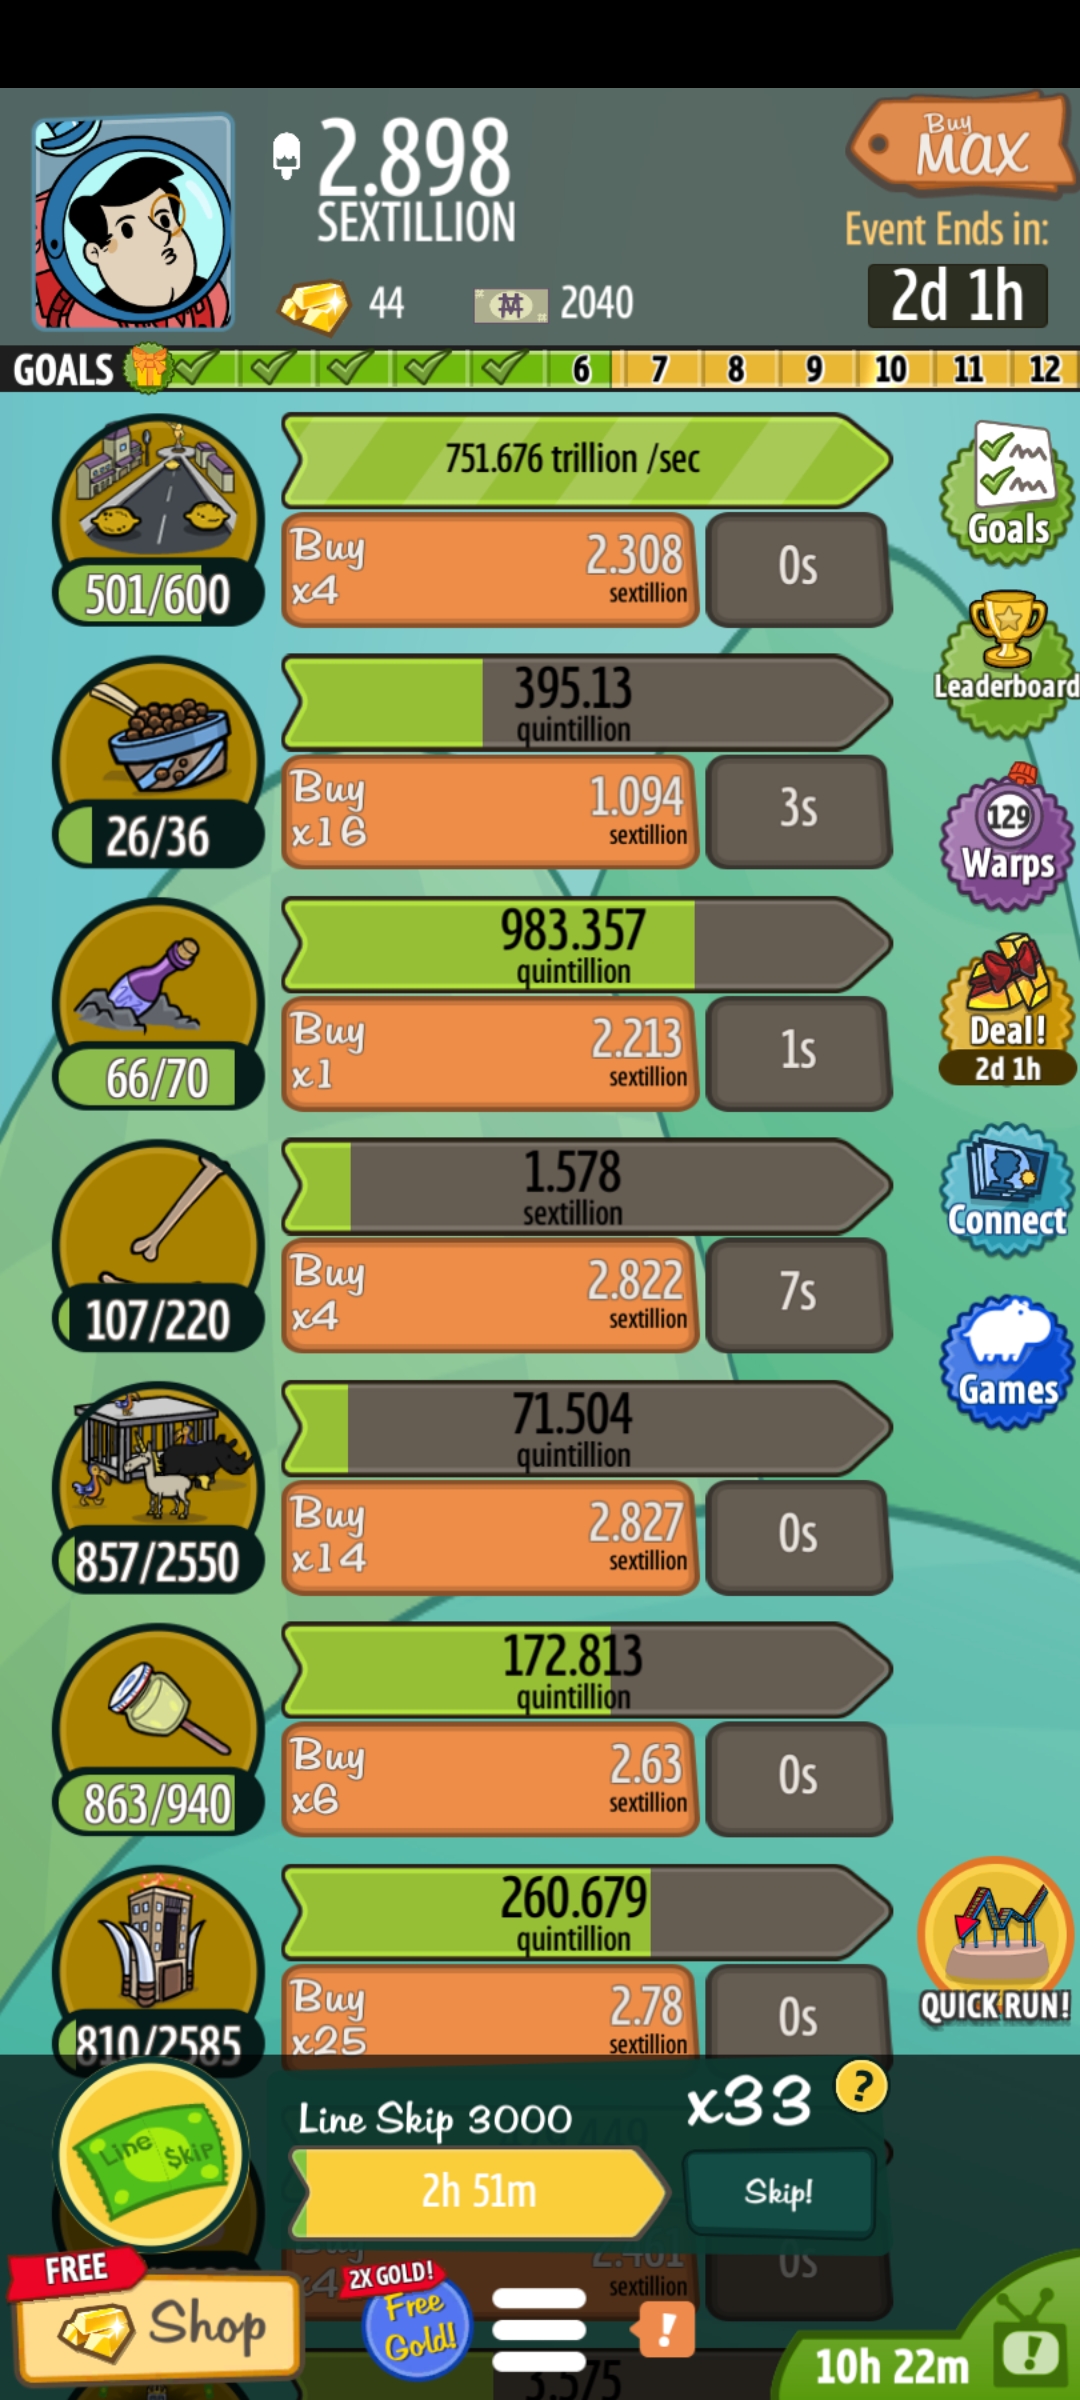 2.898
SEXTILLION
Buy
MAX
Event Ends in:
2d 1h
44
2040
GOALS 6 7 8 9 10 11 12
751.676 trillion /sec
Buy
x4
2.308
sextillion
0s
501/600
Goals
395.13
quintillion
Buy
x16
1.094
sextillion
3s
26/36
Leaderboard
983.357
quintillion
Buy
x1
2.213
sextillion
1s
66/70
129
Warps
Deal!
2d 1h
1.578
sextillion
Buy
x4
2.822
sextillion
7s
107/220
Connect
71.504
quintillion
Buy
x14
2.827
sextillion
0s
857/2550
Games
172.813
quintillion
Buy
x6
2.63
sextillion
0s
863/940
260.679
quintillion
Buy
x25
2.78
sextillion
0s
810/2585
QUICK RUN!
Line Skip
Line Skip 3000
x33
?
2h 51m
Skip!
Buy
x4
2.461
sextillion
0s
FREE
Shop
2X GOLD!
Free
Gold!
!
10h 22m
!
3.575